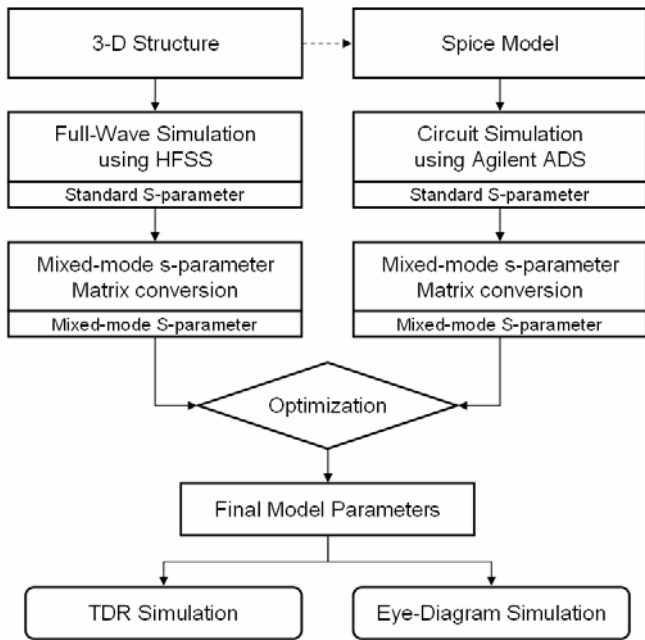 3-D Structure
Spice Model
Full-Wave Simulation
using HFSS
Standard S-parameter
Circuit Simulation
using Agilent ADS
Standard S-parameter
Mixed-mode s-parameter
Matrix conversion
Mixed-mode S-parameter
Mixed-mode s-parameter
Matrix conversion
Mixed-mode S-parameter
Optimization
Final Model Parameters
TDR Simulation
Eye-Diagram Simulation